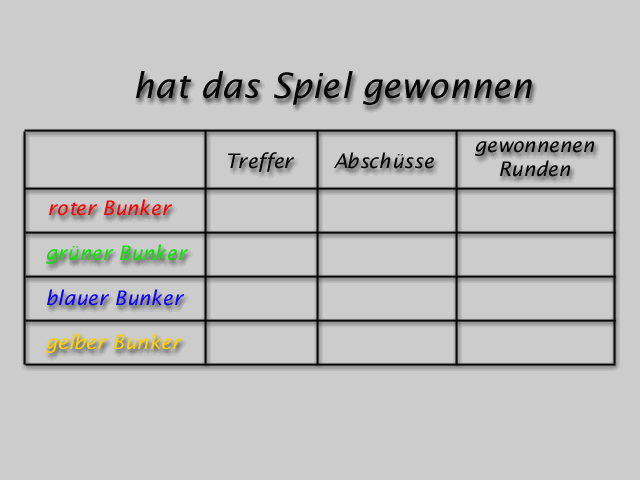 hat das Spiel gewonnen
Treffer
Abschüsse
gewonnenen
Runden
roter Bunker
grüner Bunker
blauer Bunker
gelber Bunker